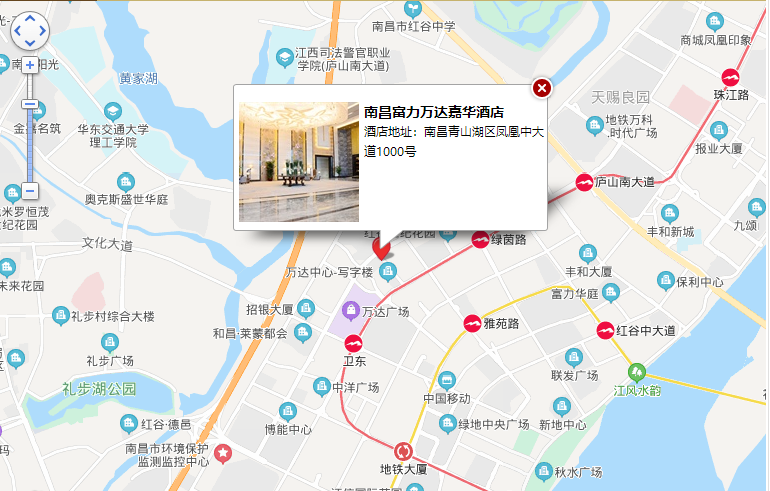 南昌市红谷中学
商城凤凰印象
江西司法警官职业
学院(庐山南大道)
阳光
黄家湖
珠江路
天赐良园
南昌富力万达嘉华酒店
酒店地址：南昌青山湖区凤凰中大
道1000号
地铁万科
.时代广场
华东交通大学
理工学院
报业大厦
庐山南大道
奥克斯盛世华庭
米罗恒茂
九颂
丰和新城
绿茵路
文化大道
万达中心-写字楼
丰和大厦
未来花园
保利中心
富力华庭
招银大厦
万达广场
礼步村综合大楼
雅苑路
红谷中大道
和昌·莱蒙都会
礼步广场
卫东
联发广场
中洋广场
礼步湖公园
江风水韵
中国移动
红谷·德邑
博能中心
绿地中央广场
新地中心
南昌市环境保护
监测监控中心
地铁大厦
秋水广场